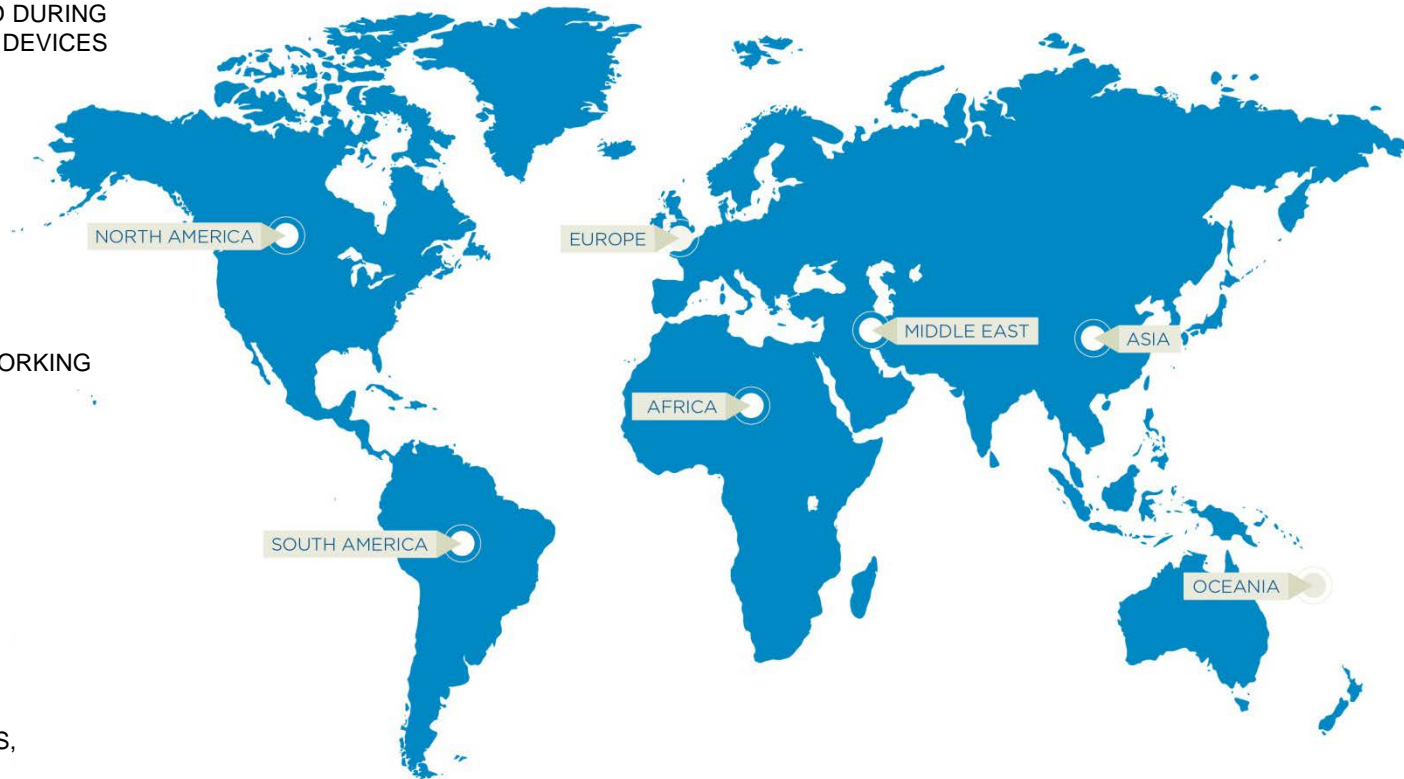 D DURING
DEVICES
NORTH AMERICA
EUROPE
MIDDLE EAST
ASIA
ORKING
AFRICA
SOUTH AMERICA
OCEANIA
S,